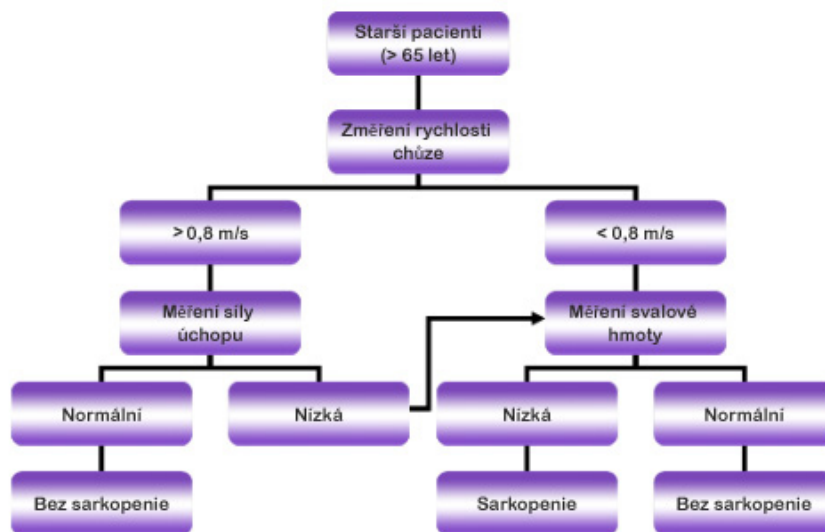 Starší pacienti
(> 65 let)
Změření rychlosti
chůze
> 0,8 m/s
< 0,8 m/s
Měření síly
úchopu
Měření svalové
hmoty
Normální
Nízká
Nízká
Normální
Bez sarkopenie
Sarkopenie
Bez sarkopenie